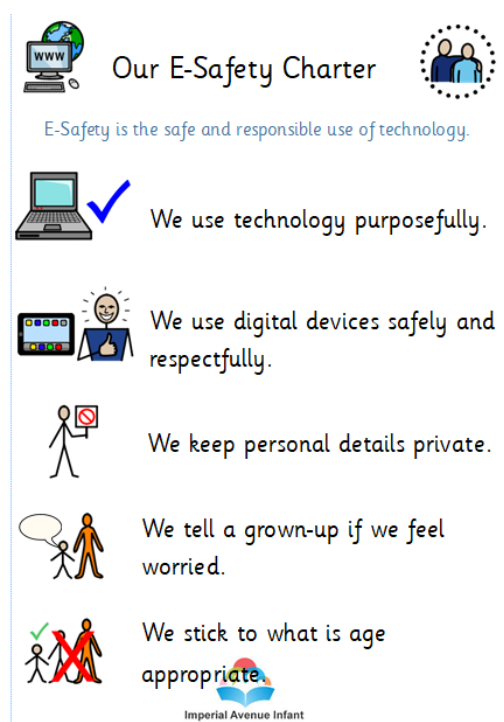 www
Our E-Safety Charter
E-Safety is the safe and responsible use of technology.
We use technology purposefully.
We use digital devices safely and
respectfully.
We keep personal details private.
We tell a grown-up if we feel
worried.
We stick to what is age
appropriate.
Imperial Avenue Infant